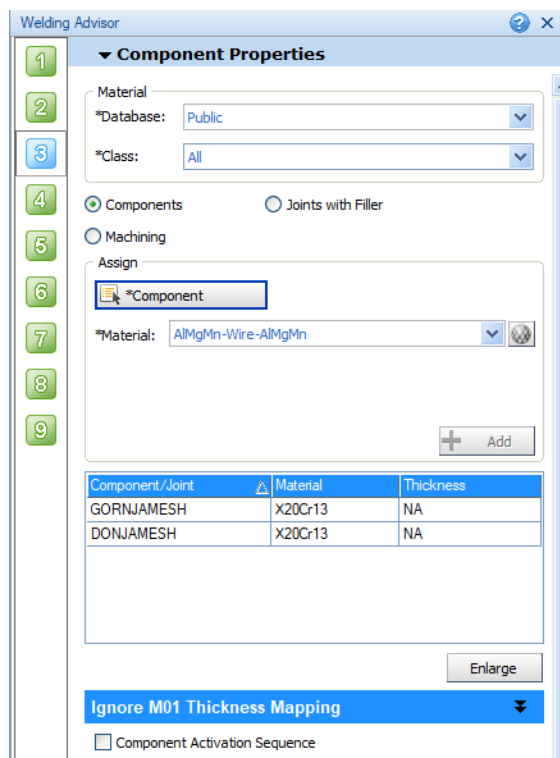 Welding Advisor
Component Properties
1
2
3
4
5
6
7
8
9
Material
*Database: Public
*Class: All
Components Joints with Filler
Machining
Assign
*Component
*Material: AlMgMn-Wire-AlMgMn
Add
Component/Joint Material Thickness
GORNJAMESH X20Cr13 NA
DONJAMESH X20Cr13 NA
Enlarge
Ignore M01 Thickness Mapping
Component Activation Sequence